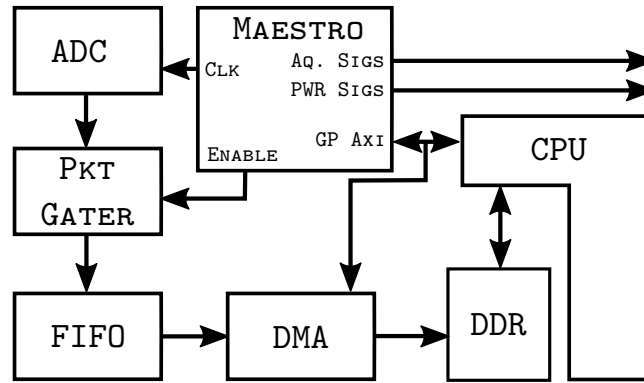 MAESTRO
ADC
AQ. SIGS
CLK
PWR SIGS
GP AXI
CPU
ENABLE
PKT
GATER
FIFO
DMA
DDR